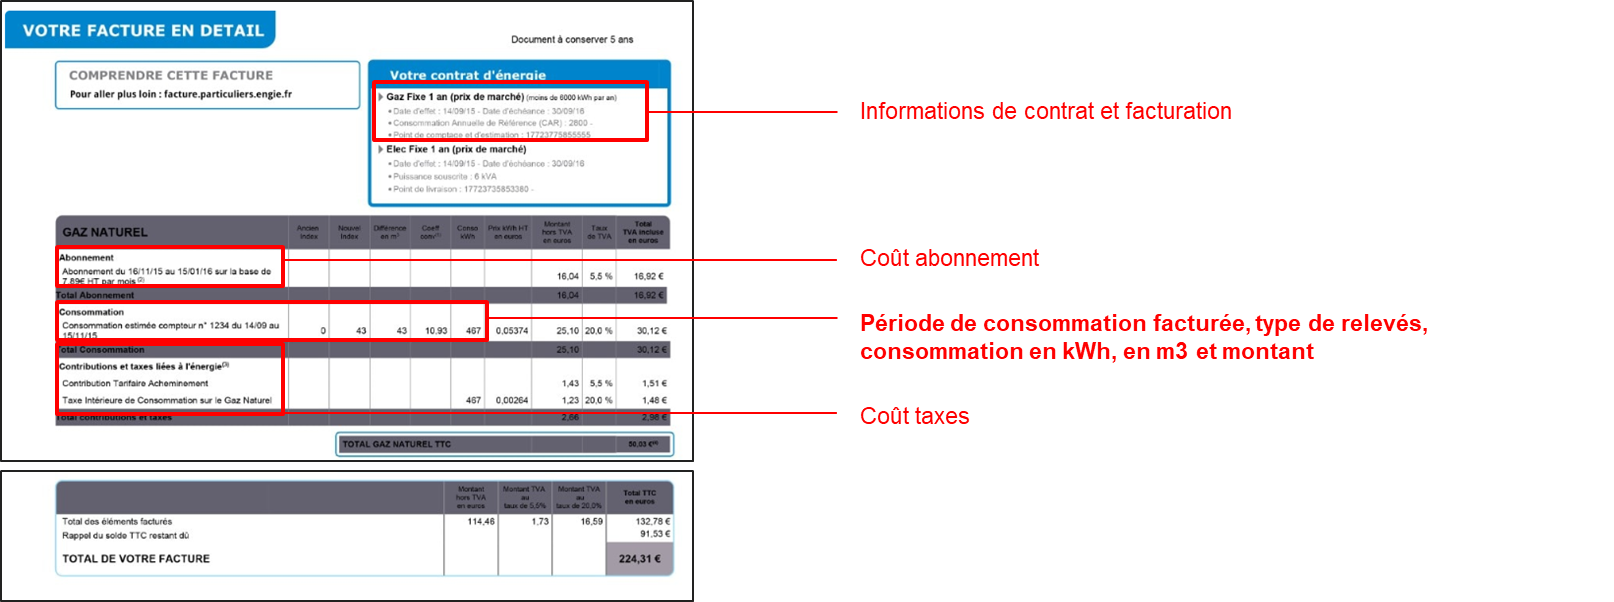 VOTRE FACTURE EN DETAIL
Document à conserver 5 ans
COMPRENDRE CETTE FACTURE
Pour aller plus loin : facture.particuliers.engie.fr
Votre contrat d'énergie
Gaz Fixe 1 an (prix de marché) (moins de 6000 kWh par an)
• Date d'effet : 14/09/15 - Date d'échéance : 30/09/16
• Consommation Annuelle de Référence (CAR) : 2800 -
• Point de comptage et d'estimation : 17723775855555
Elec Fixe 1 an (prix de marché)
• Date d'effet : 14/09/15 - Date d'échéance : 30/09/16
• Puissance souscrite : 6 kVA
• Point de livraison : 17723735853380 -
Informations de contrat et facturation
GAZ NATUREL Ancien Index Nouvel Index Différence en m³ Coeff conv(1) Conso kWh Prix kWh HT en euros Montant hors TVA en euros Taux de TVA Total TVA incluse en euros
Abonnement
Abonnement du 16/11/15 au 15/01/16 sur la base de
7,89€ HT par mois (2) 16,04 5,5 % 16,92 €
Total Abonnement 16,04 16,92 €
Coût abonnement
Consommation
Consommation estimée compteur n° 1234 du 14/09 au
15/11/15 0 43 43 10,93 467 0,05374 25,10 20,0 % 30,12 €
Total Consommation 25,10 30,12 €
Période de consommation facturée, type de relevés,
consommation en kWh, en m3 et montant
Contributions et taxes liées à l'énergie(3)
Contribution Tarifaire Acheminement 1,43 5,5 % 1,51 €
Taxe Intérieure de Consommation sur le Gaz Naturel 467 0,00264 1,23 20,0 % 1,48 €
Total contributions et taxes 2,66 2,98 €
Coût taxes
TOTAL GAZ NATUREL TTC 50,03 €(4)
Montant hors TVA en euros Montant TVA au taux de 5,5% Montant TVA au taux de 20,0% Total TTC en euros
Total des éléments facturés 114,46 1,73 16,59 132,78 €
Rappel du solde TTC restant dû 91,53 €
TOTAL DE VOTRE FACTURE 224,31 €